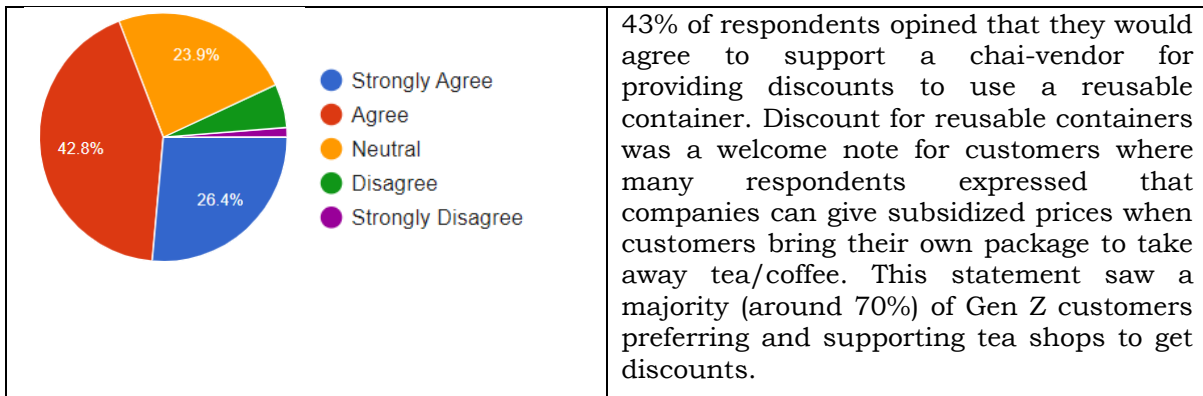 23.9%
42.8%
26.4%
Strongly Agree
Agree
Neutral
Disagree
Strongly Disagree
43% of respondents opined that they would
agree to support a chai-vendor for
providing discounts to use a reusable
container. Discount for reusable containers
was a welcome note for customers where
many respondents expressed that
companies can give subsidized prices when
customers bring their own package to take
away tea/coffee. This statement saw a
majority (around 70%) of Gen Z customers
preferring and supporting tea shops to get
discounts.